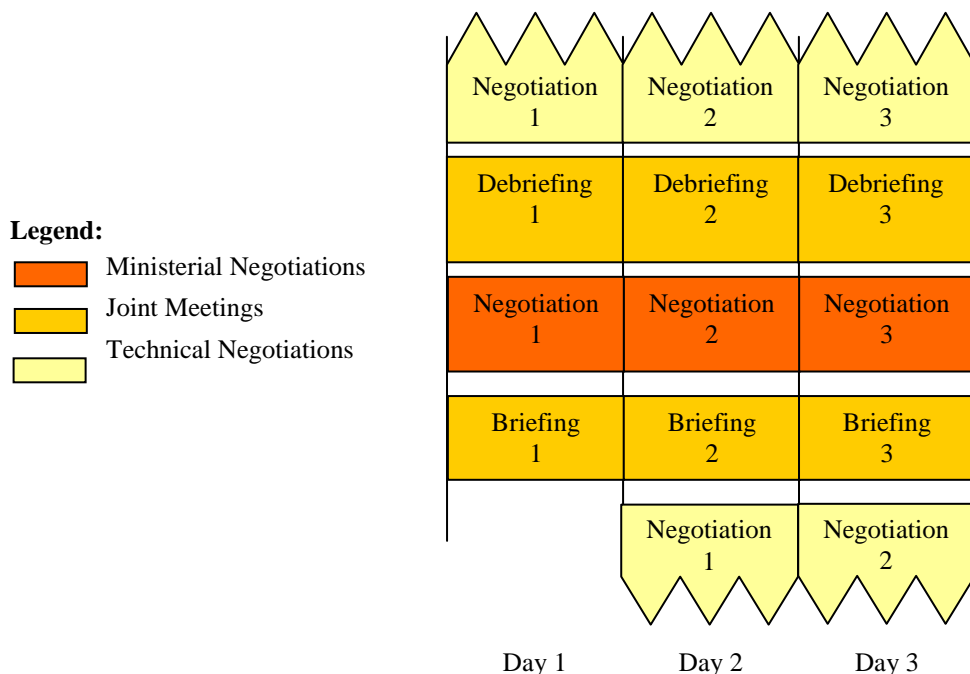 Negotiation Negotiation Negotiation
1 2 3
Debriefing Debriefing Debriefing
1 2 3
Legend:
Ministerial Negotiations
Joint Meetings
Technical Negotiations
Negotiation Negotiation Negotiation
1 2 3
Briefing Briefing Briefing
1 2 3
Negotiation Negotiation
1 2
Day 1 Day 2 Day 3